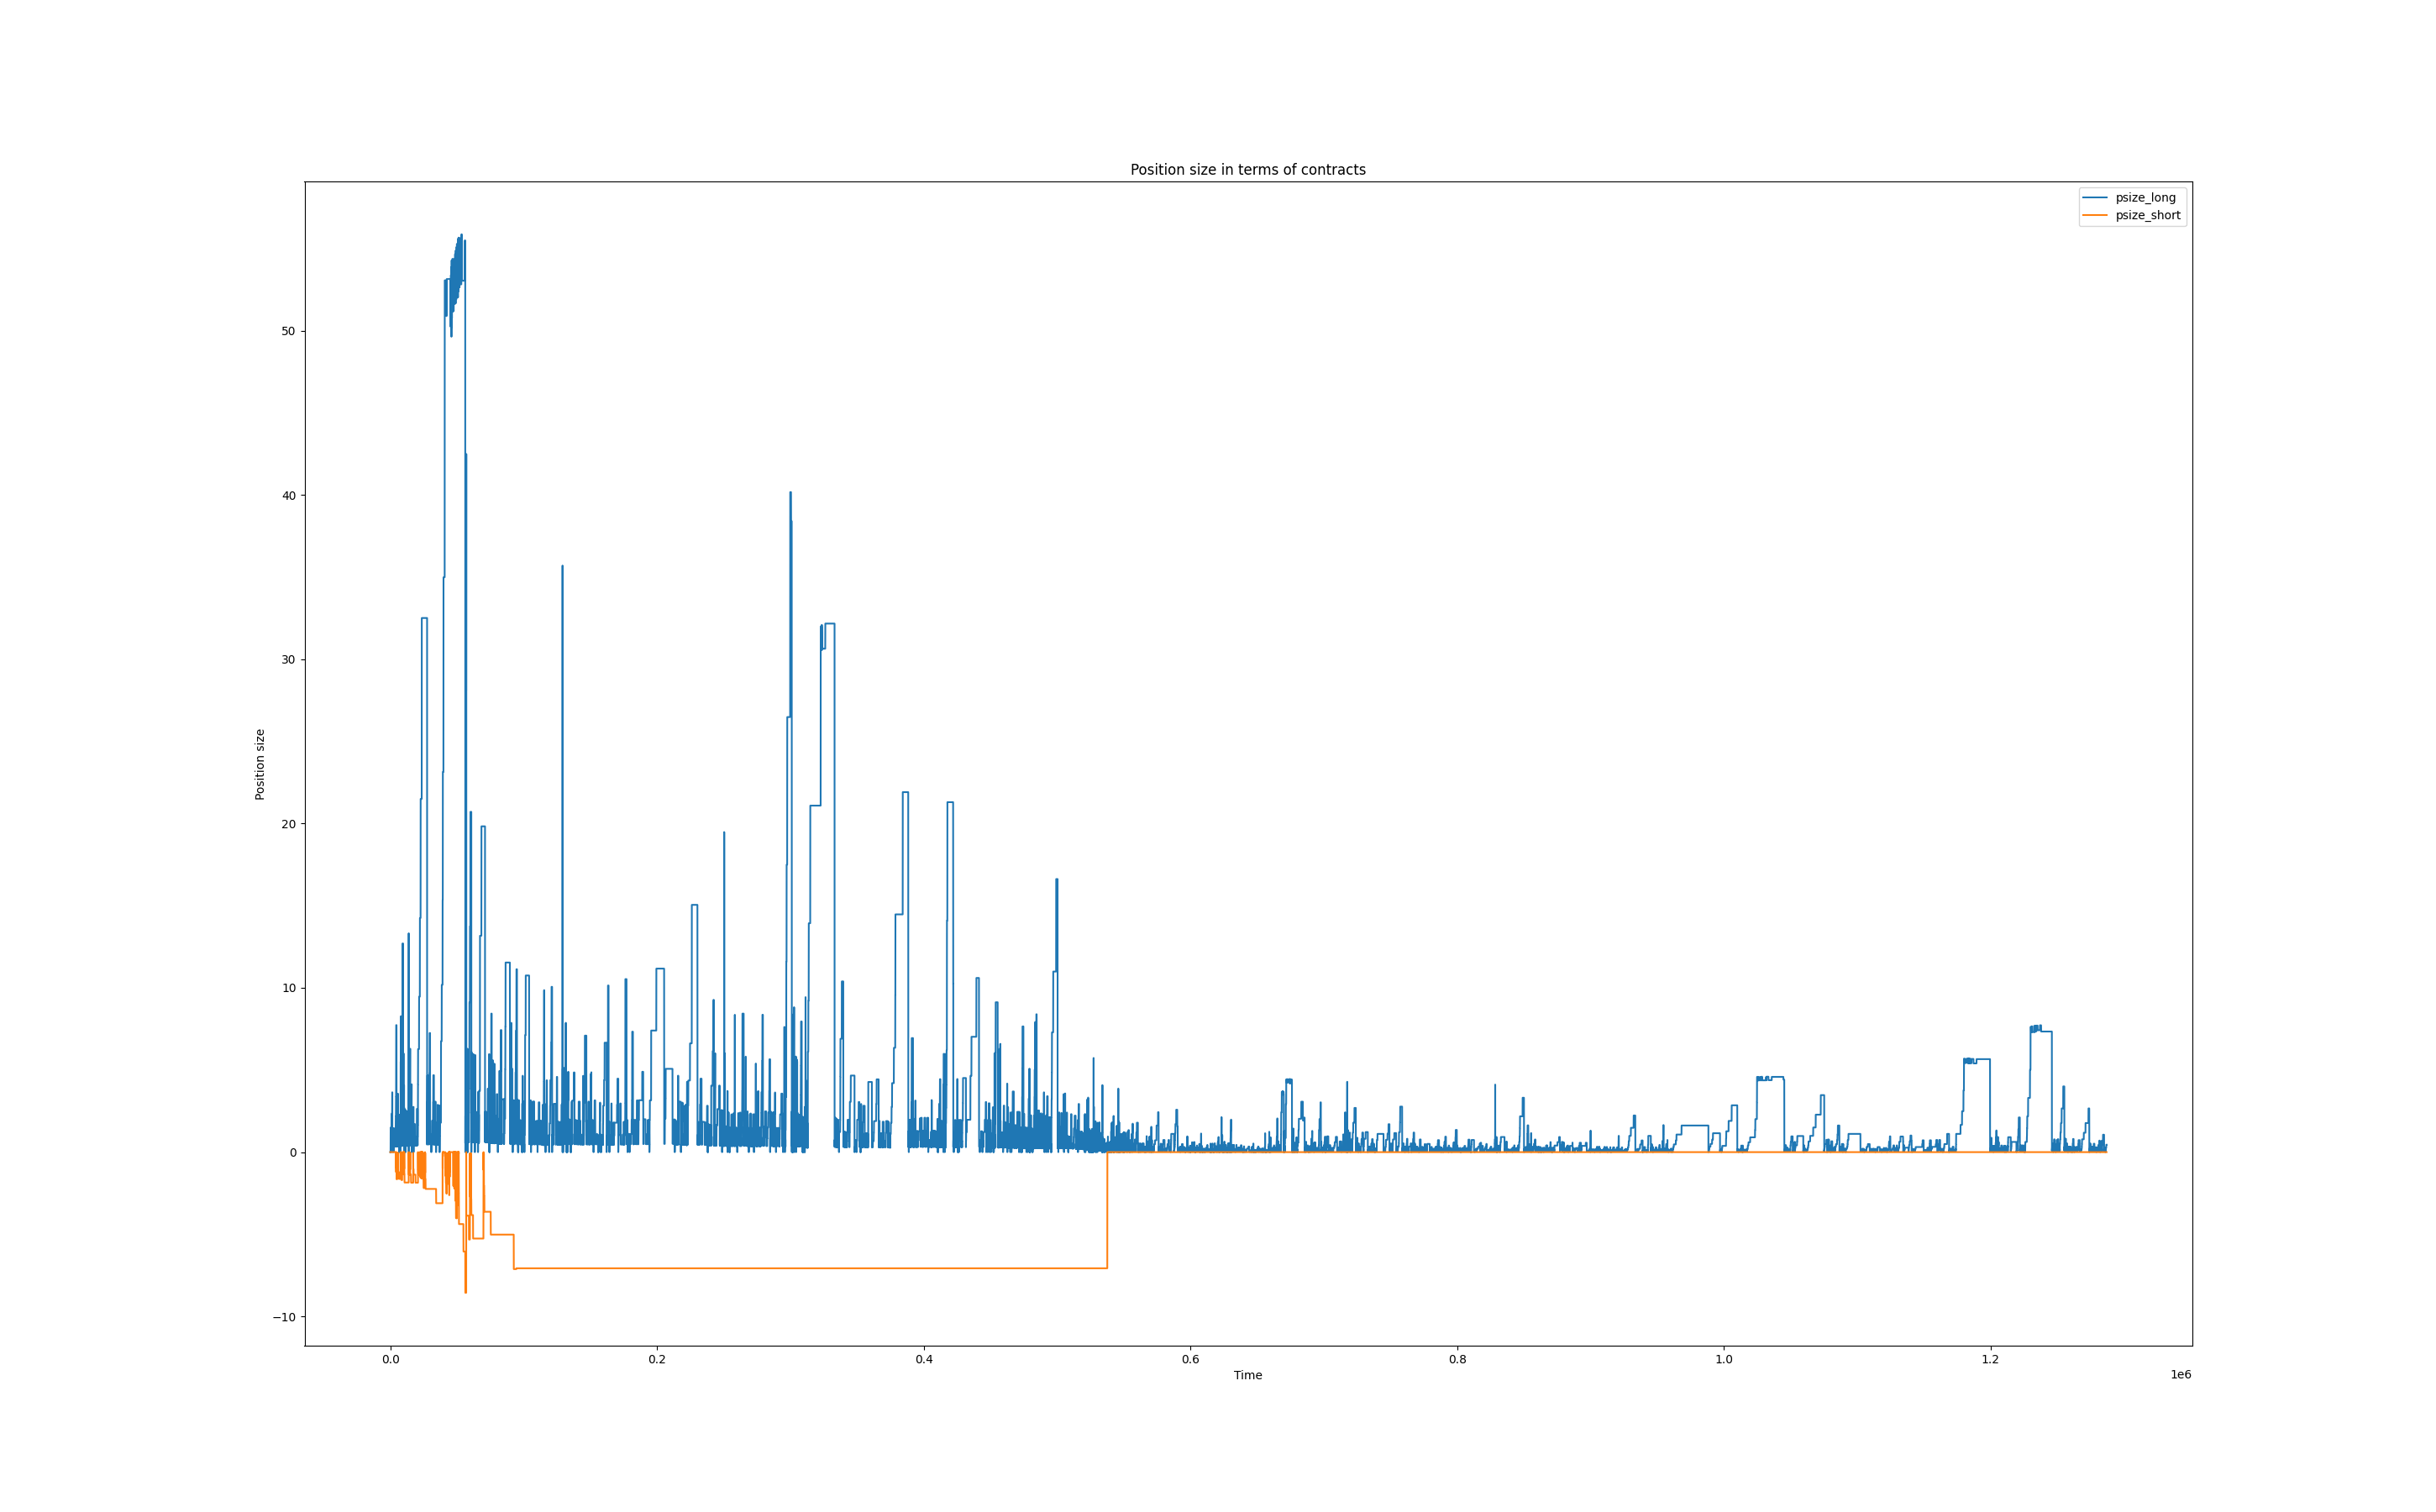 Position size in terms of contracts
psize_long
psize_short
50
40
30
20
10
0
−10
Position size
0.0 0.2 0.4 0.6 0.8 1.0 1.2
Time
1e6